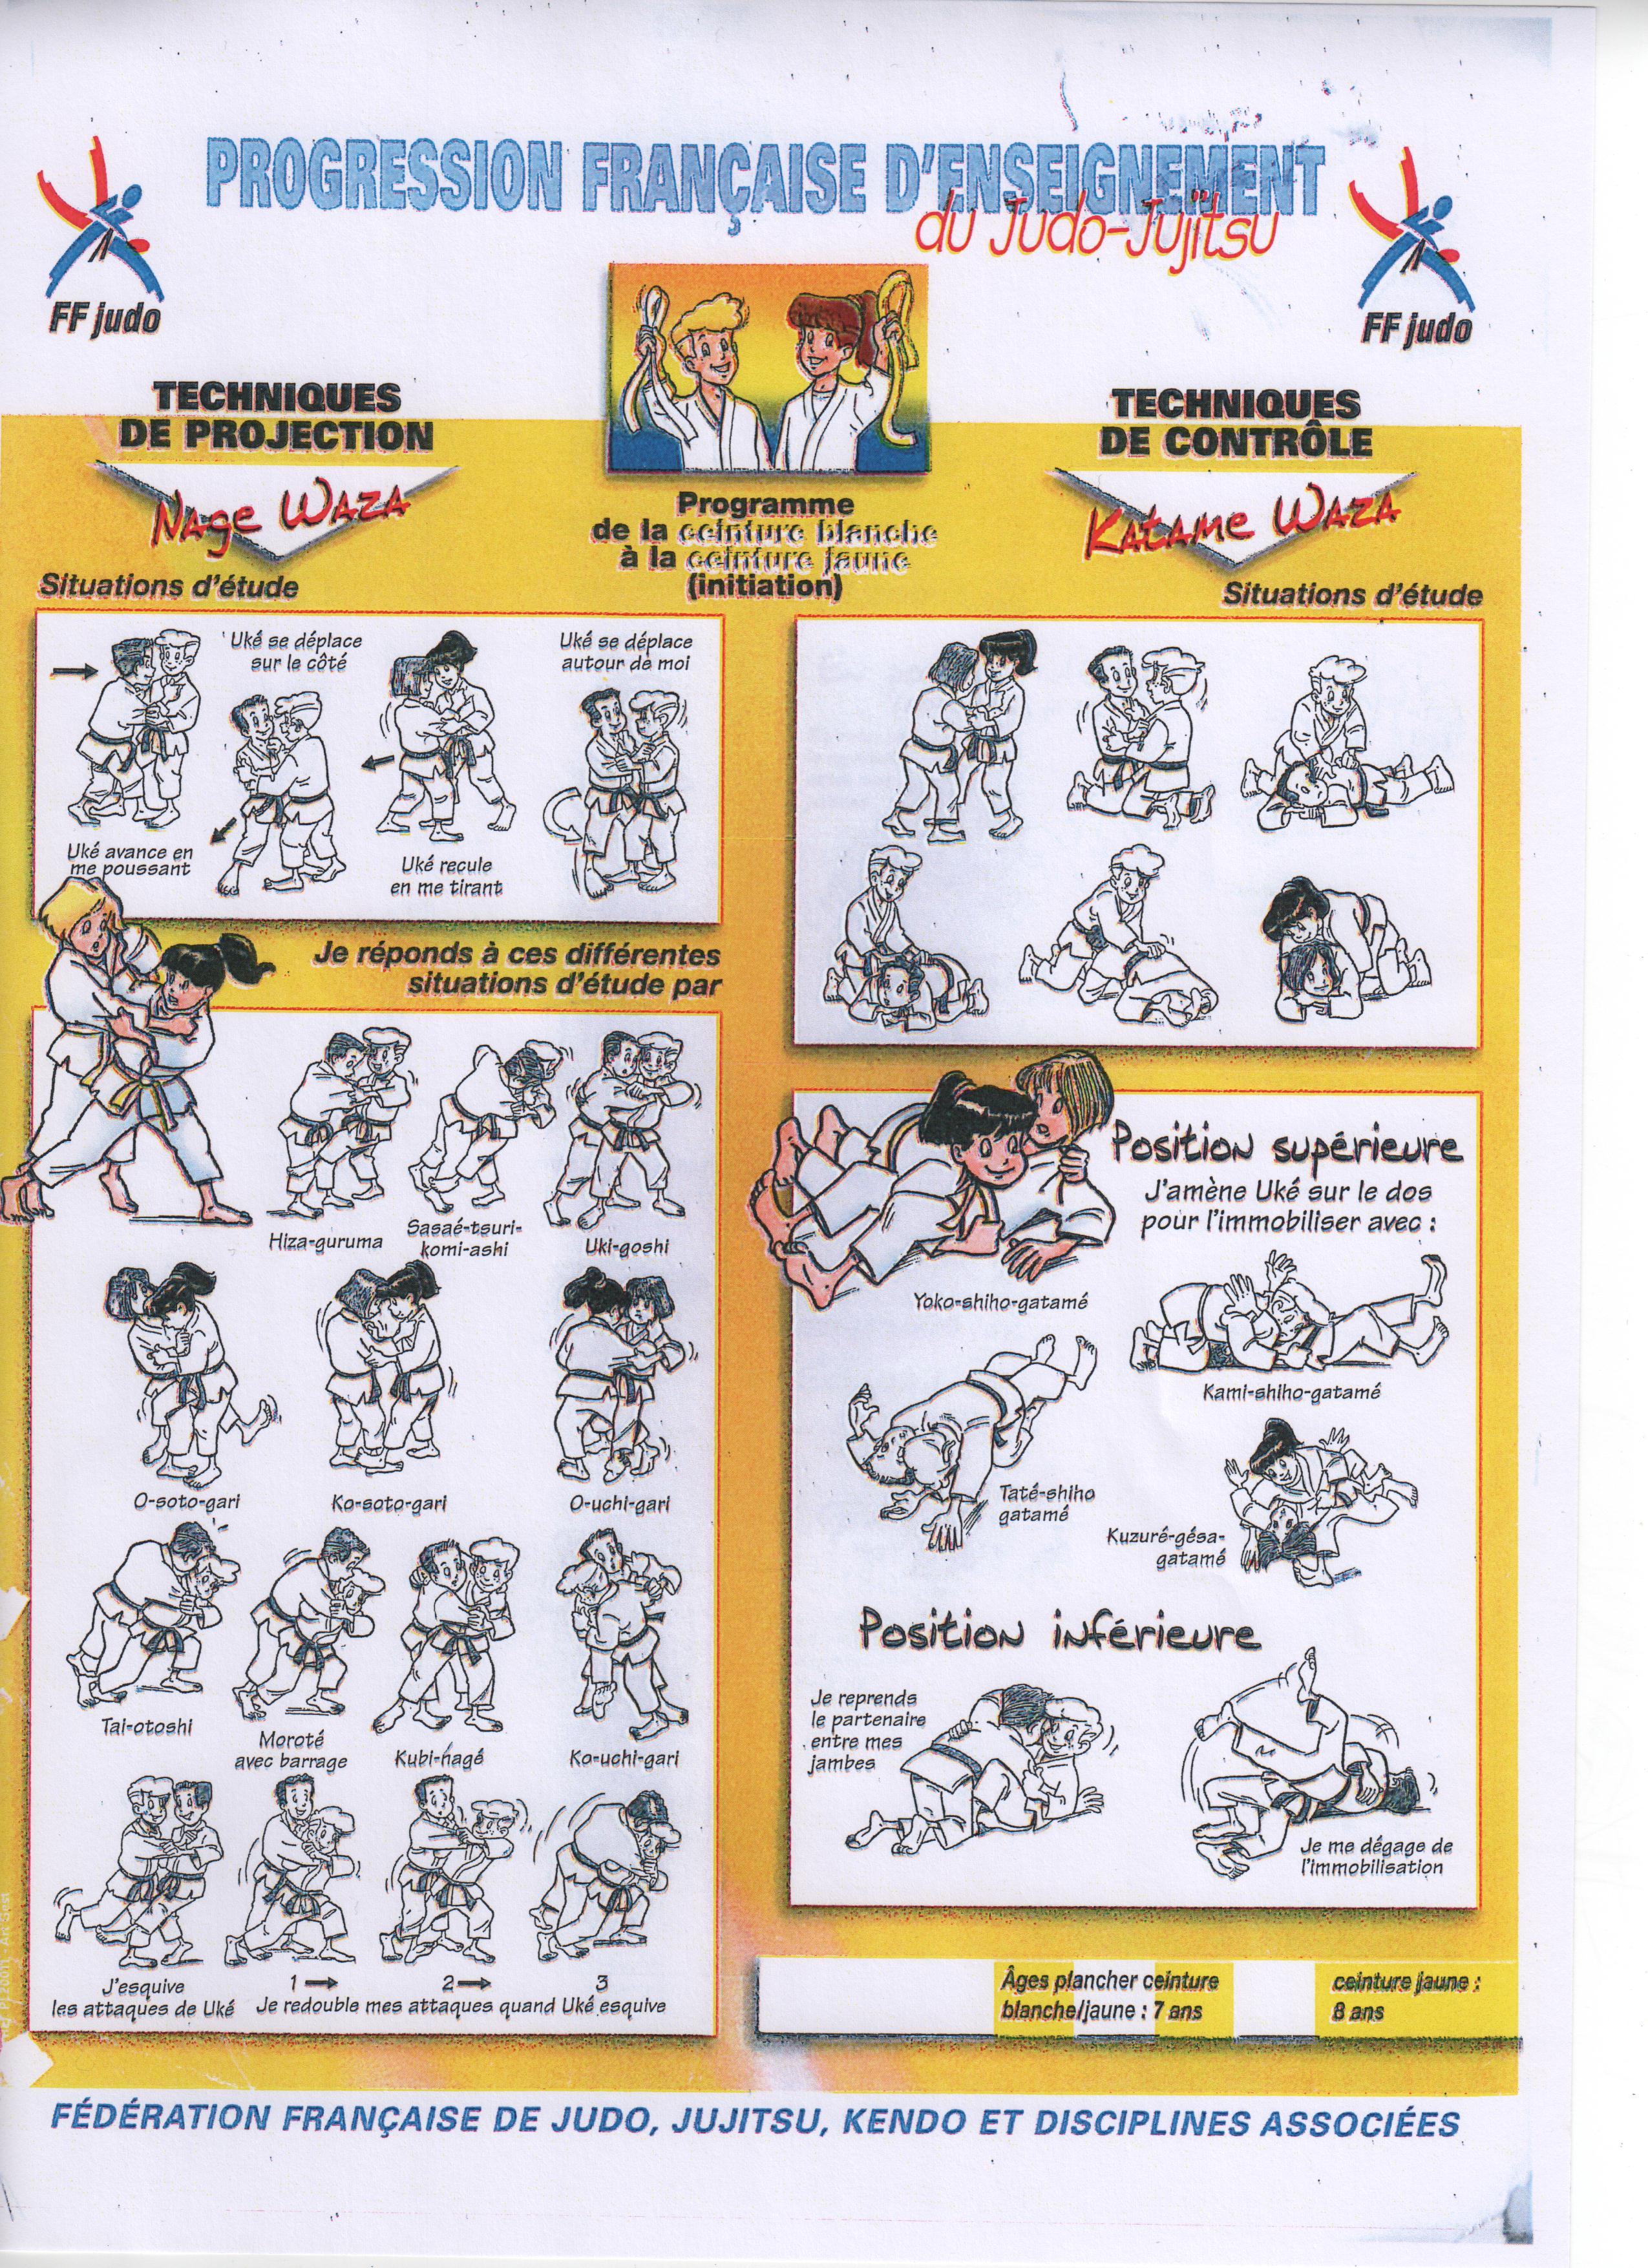 PROGRESSION FRANÇAISE D'ENSEIGNEMENT
du Judo-Jujitsu
FF judo
FF judo
TECHNIQUES
DE PROJECTION
Nage Waza
Programme
de la ceinture blanche
à la ceinture jaune
(initiation)
TECHNIQUES
DE CONTRÔLE
Katame Waza
Situations d'étude
Uké se déplace
sur le côté
Uké se déplace
autour de moi
Uké avance en
me poussant
Uké recule
en me tirant
Je réponds à ces différentes
situations d'étude par
Hiza-guruma
Sasaé-tsuri-
komi-ashi
Uki-goshi
O-soto-gari
Ko-soto-gari
O-uchi-gari
Tai-otoshi
Moroté
avec barrage
Kubi-nagé
Ko-uchi-gari
J'esquive
les attaques de Uké
1
2
3
Je redouble mes attaques quand Uké esquive
Situations d'étude
Position supérieure
J'amène Uké sur le dos
pour l'immobiliser avec :
Yoko-shiho-gatamé
Kami-shiho-gatamé
Taté-shiho
gatamé
Kuzuré-gésa-
gatamé
Position inférieure
Je reprends
le partenaire
entre mes
jambes
Je me dégage de
l'immobilisation
Âges plancher ceinture
blanche/jaune : 7 ans
ceinture jaune :
8 ans
FÉDÉRATION FRANÇAISE DE JUDO, JUJITSU, KENDO ET DISCIPLINES ASSOCIÉES